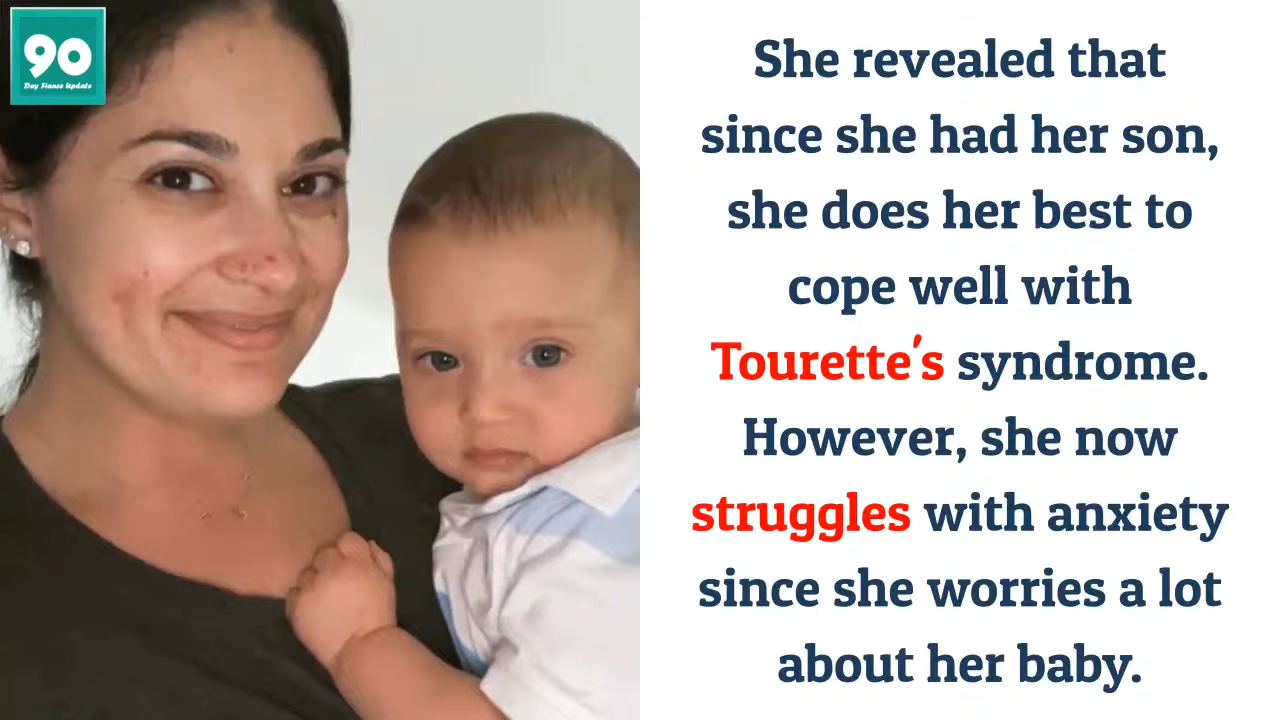 90
Day Fiance Update
She revealed that
since she had her son,
she does her best to
cope well with
Tourette's syndrome.
However, she now
struggles with anxiety
since she worries a lot
about her baby.